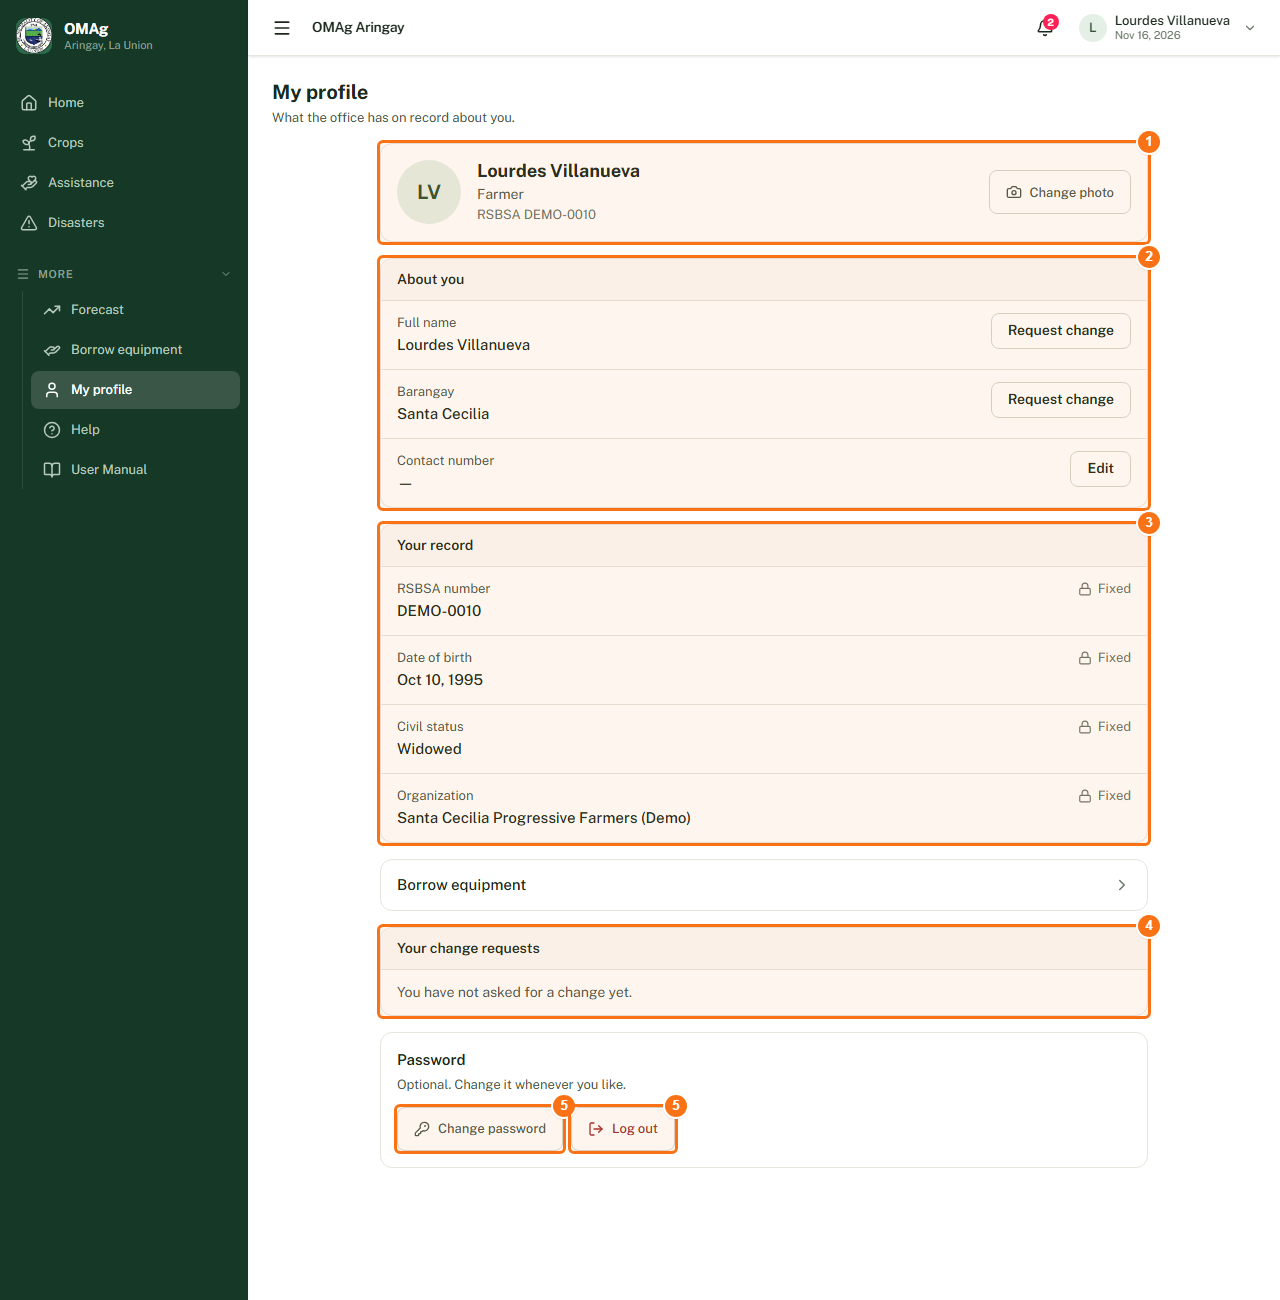 OMAg
Aringay, La Union
Home
Crops
Assistance
Disasters
MORE
Forecast
Borrow equipment
My profile
Help
User Manual
OMAg Aringay
2
L
Lourdes Villanueva
Nov 16, 2026
My profile
What the office has on record about you.
1
LV
Lourdes Villanueva
Farmer
RSBSA DEMO-0010
Change photo
2
About you
Full name
Lourdes Villanueva
Request change
Barangay
Santa Cecilia
Request change
Contact number
—
Edit
3
Your record
RSBSA number
DEMO-0010
Fixed
Date of birth
Oct 10, 1995
Fixed
Civil status
Widowed
Fixed
Organization
Santa Cecilia Progressive Farmers (Demo)
Fixed
Borrow equipment
4
Your change requests
You have not asked for a change yet.
Password
Optional. Change it whenever you like.
5
Change password
5
Log out